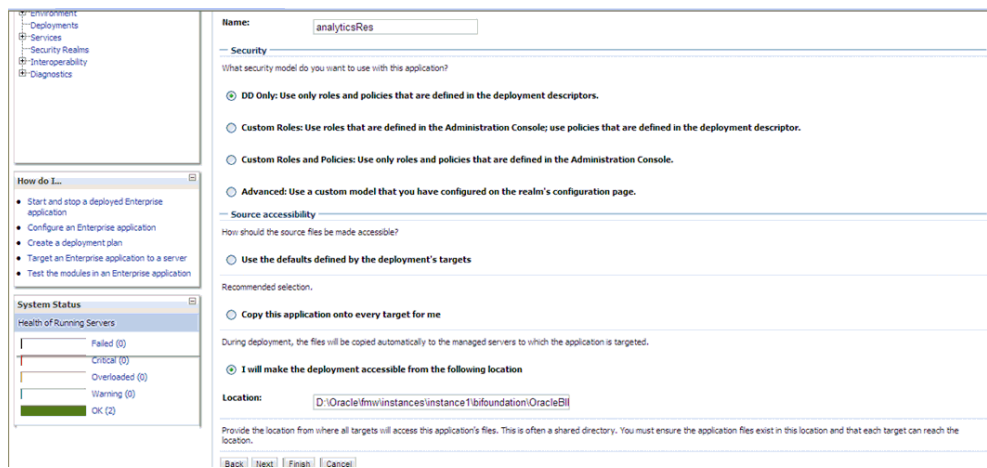 Environment
Deployments
Services
Security Realms
Interoperability
Diagnostics
How do I...
Start and stop a deployed Enterprise
application
Configure an Enterprise application
Create a deployment plan
Target an Enterprise application to a server
Test the modules in an Enterprise application
System Status
Health of Running Servers
Failed (0)
Critical (0)
Overloaded (0)
Warning (0)
OK (2)
Name:
analyticsRes
Security
What security model do you want to use with this application?
DD Only: Use only roles and policies that are defined in the deployment descriptors.
Custom Roles: Use roles that are defined in the Administration Console; use policies that are defined in the deployment descriptor.
Custom Roles and Policies: Use only roles and policies that are defined in the Administration Console.
Advanced: Use a custom model that you have configured on the realm's configuration page.
Source accessibility
How should the source files be made accessible?
Use the defaults defined by the deployment's targets
Recommended selection.
Copy this application onto every target for me
During deployment, the files will be copied automatically to the managed servers to which the application is targeted.
I will make the deployment accessible from the following location
Location:
D:\Oracle\fmw\instances\instance1\bifoundation\OracleBII
Provide the location from where all targets will access this application's files. This is often a shared directory. You must ensure the application files exist in this location and that each target can reach the
location.
Back Next Finish Cancel